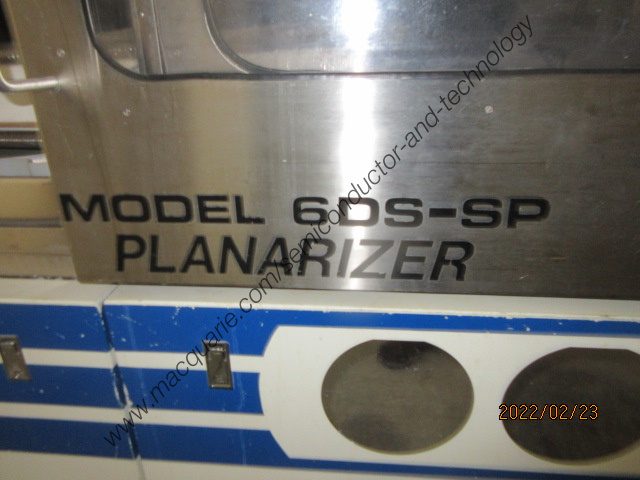 MODEL 6DS-SP
PLANARIZER
www.macquarie.com/semiconductor-and-technology
2022/02/23